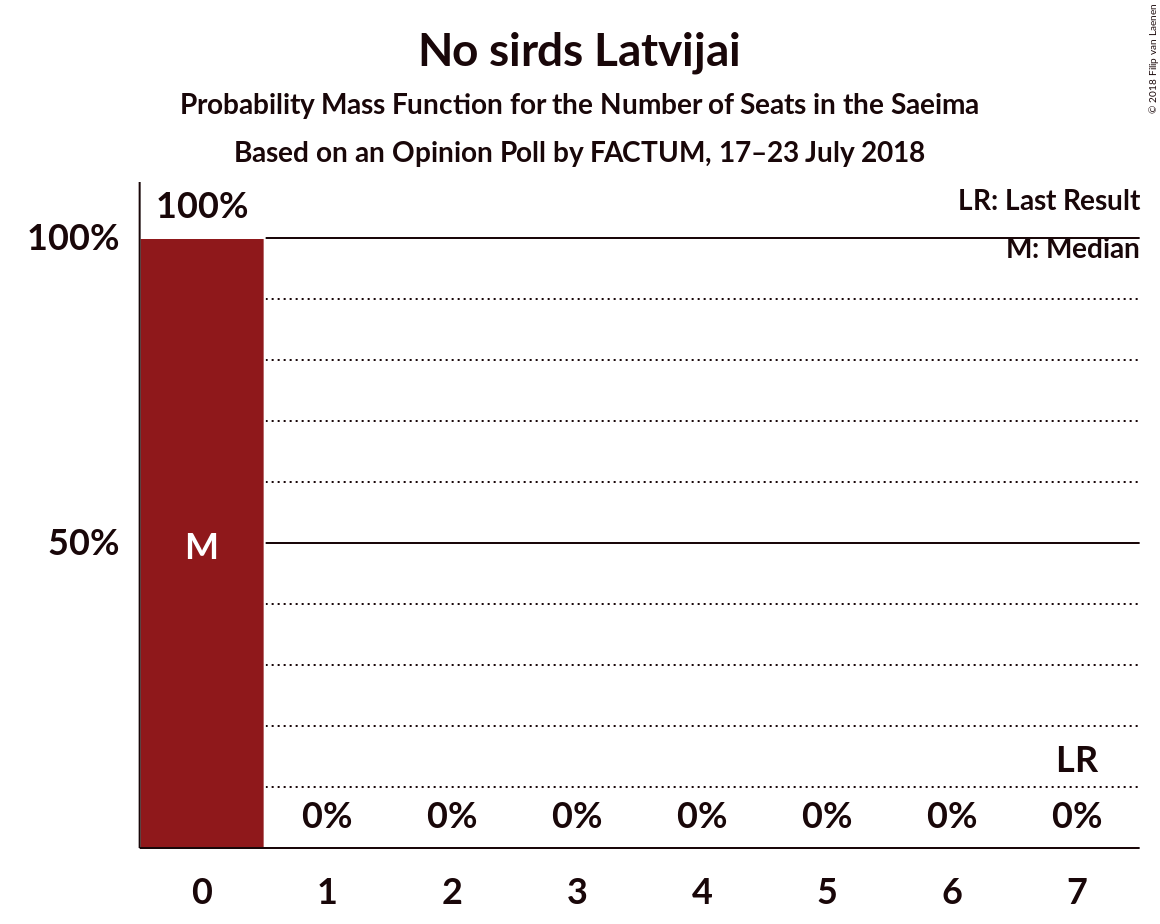 No sirds Latvijai
Probability Mass Function for the Number of Seats in the Saeima
Based on an Opinion Poll by FACTUM, 17–23 July 2018
© 2018 Filip van Laenen
LR: Last Result
M: Median
100%
100%
50%
M
LR
0% 0% 0% 0% 0% 0% 0%
0 1 2 3 4 5 6 7